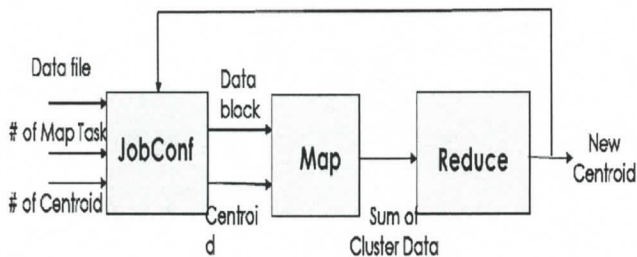 Data file
# of Map Task
# of Centroid
JobConf
Data
block
Centroi
d
Map
Sum of
Cluster Data
Reduce
New
Centroid